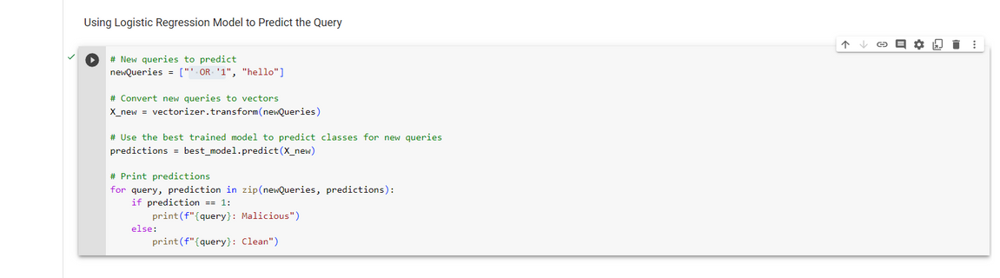 Using Logistic Regression Model to Predict the Query
# New queries to predict
newQueries = ["' OR '1", "hello"]
# Convert new queries to vectors
X_new = vectorizer.transform(newQueries)
# Use the best trained model to predict classes for new queries
predictions = best_model.predict(X_new)
# Print predictions
for query, prediction in zip(newQueries, predictions):
    if prediction == 1:
        print(f"{query}: Malicious")
    else:
        print(f"{query}: Clean")